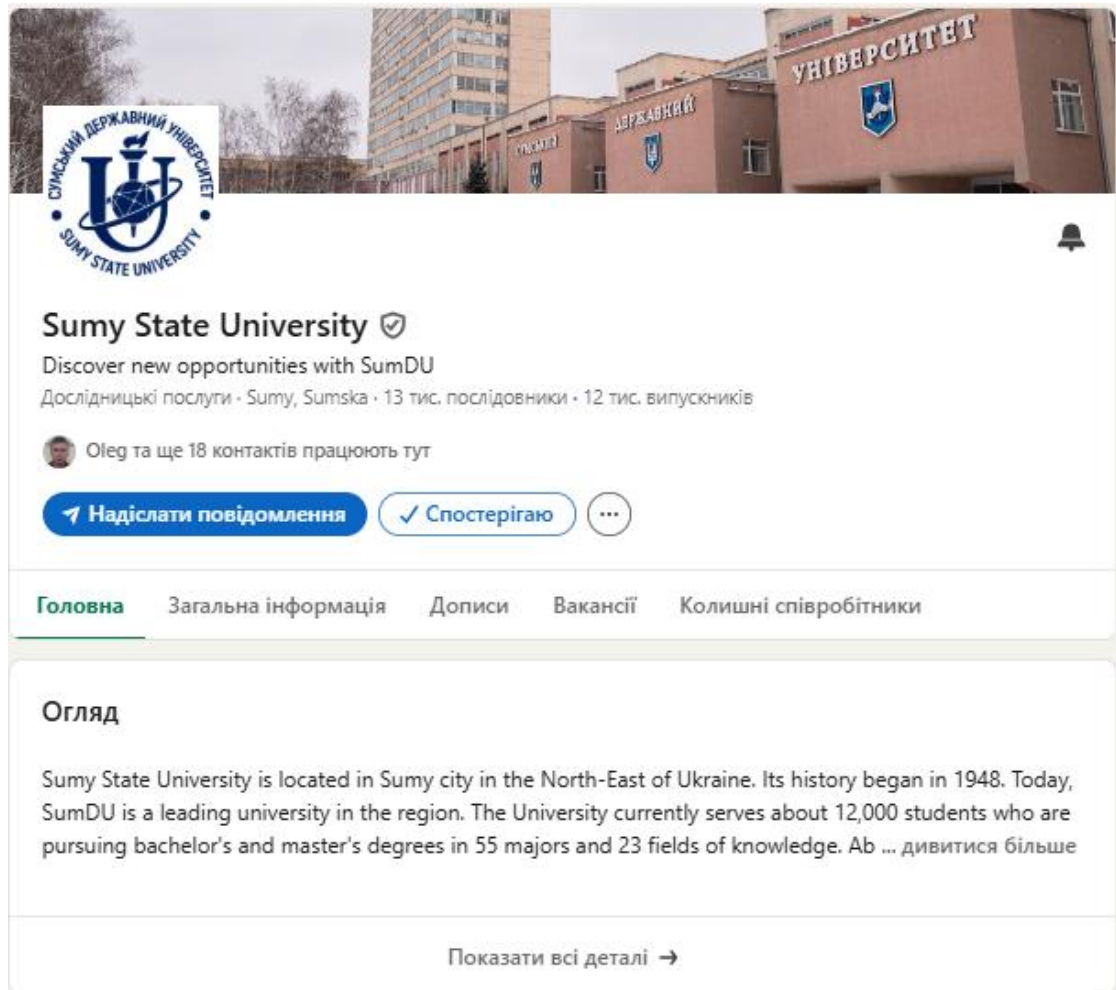 СУМСЬКИЙ ДЕРЖАВНИЙ УНІВЕРСИТЕТ
SUMY STATE UNIVERSITY
СУМСЬКИЙ
ДЕРЖАВНИЙ
УНІВЕРСИТЕТ
Sumy State University
Discover new opportunities with SumDU
Дослідницькі послуги · Sumy, Sumska · 13 тис. послідовники · 12 тис. випускників
Oleg та ще 18 контактів працюють тут
Надіслати повідомлення
Спостерігаю
Головна
Загальна інформація
Дописи
Вакансії
Колишні співробітники
Огляд
Sumy State University is located in Sumy city in the North-East of Ukraine. Its history began in 1948. Today,
SumDU is a leading university in the region. The University currently serves about 12,000 students who are
pursuing bachelor's and master's degrees in 55 majors and 23 fields of knowledge. Ab ... дивитися більше
Показати всі деталі →